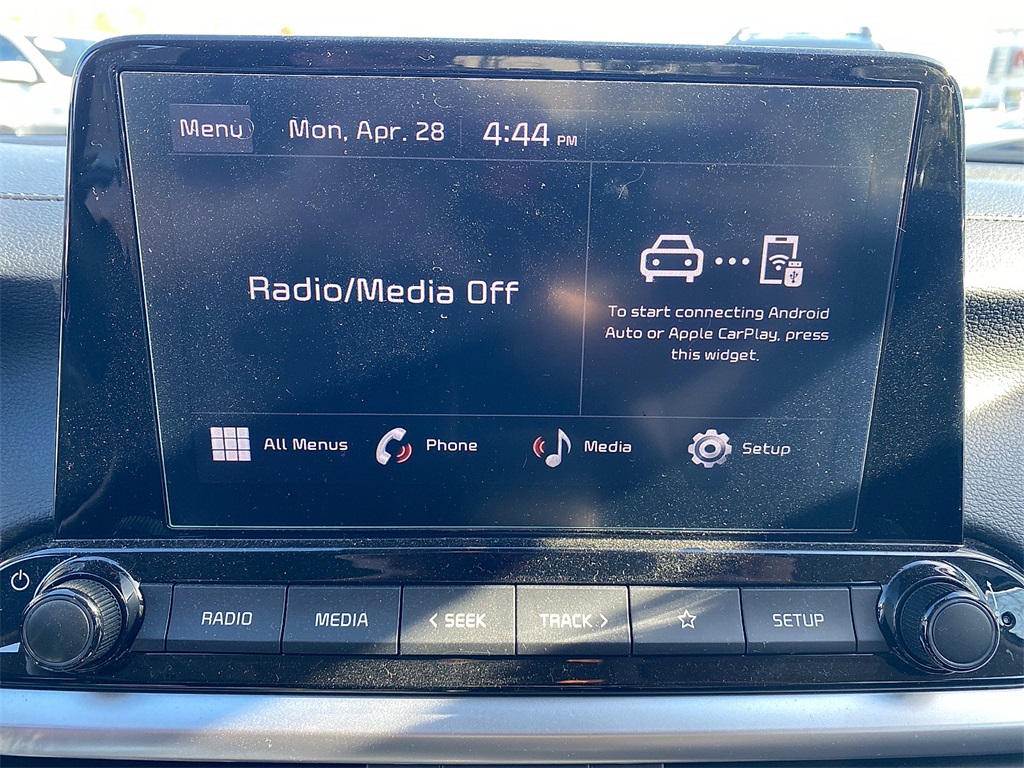 Menu Mon, Apr. 28 4:44 PM
Radio/Media Off
To start connecting Android
Auto or Apple CarPlay, press
this widget.
All Menus Phone Media Setup
RADIO MEDIA < SEEK TRACK > SETUP